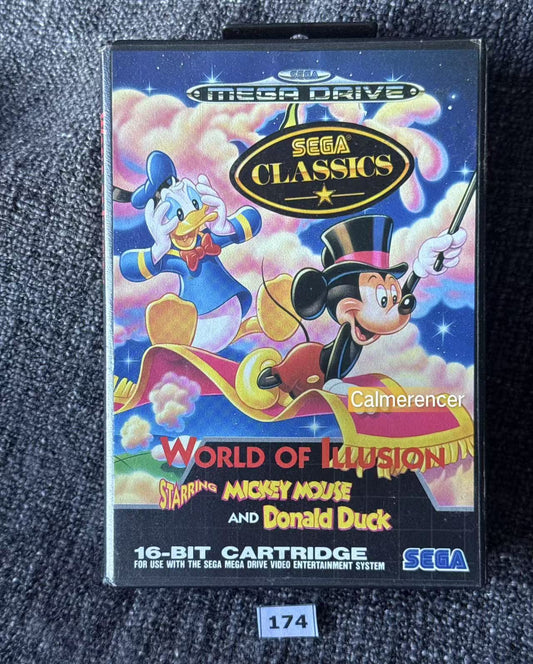 SEGA
MEGA DRIVE
SEGA
CLASSICS
Calmerencer
WORLD OF ILLUSION
STARRING MICKEY MOUSE
AND Donald Duck
16-BIT CARTRIDGE
FOR USE WITH THE SEGA MEGA DRIVE VIDEO ENTERTAINMENT SYSTEM
SEGA
174